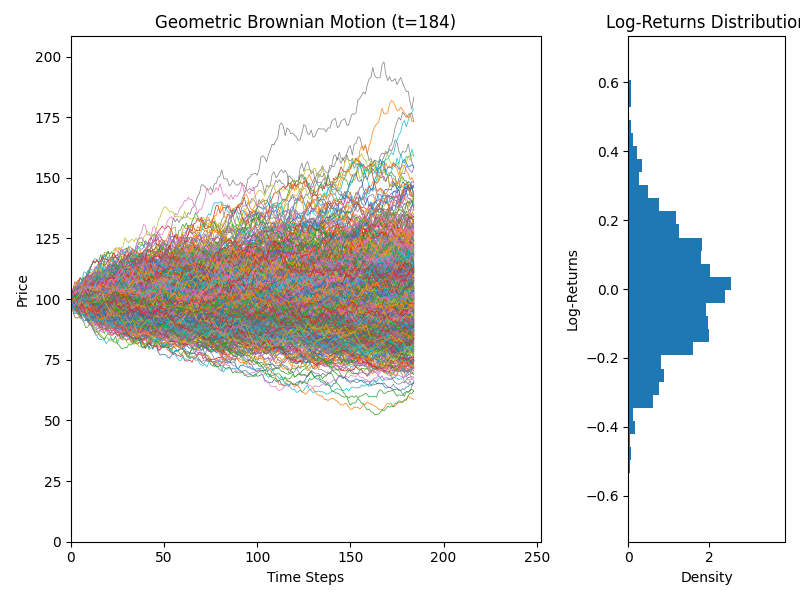 Geometric Brownian Motion (t=184)
Price
200
175
150
125
100
75
50
25
0
0 50 100 150 200 250
Time Steps
Log-Returns Distribution
Log-Returns
0.6
0.4
0.2
0.0
−0.2
−0.4
−0.6
0 2
Density